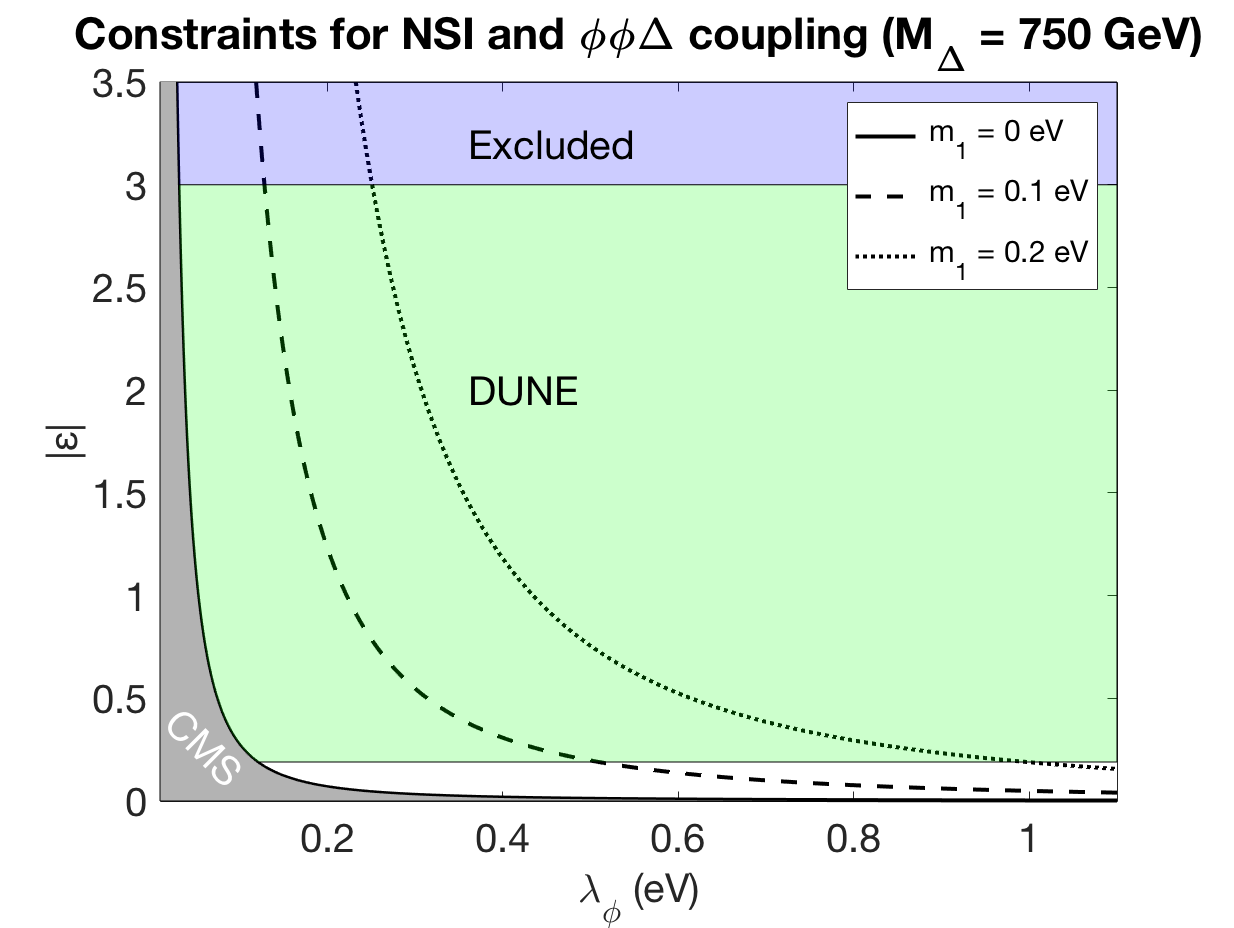 Constraints for NSI and ϕϕΔ coupling (M_Δ = 750 GeV)
3.5
3
2.5
2
1.5
1
0.5
0
|ε|
Excluded
DUNE
CMS
m_1 = 0 eV
m_1 = 0.1 eV
m_1 = 0.2 eV
0.2 0.4 0.6 0.8 1
λ_ϕ (eV)